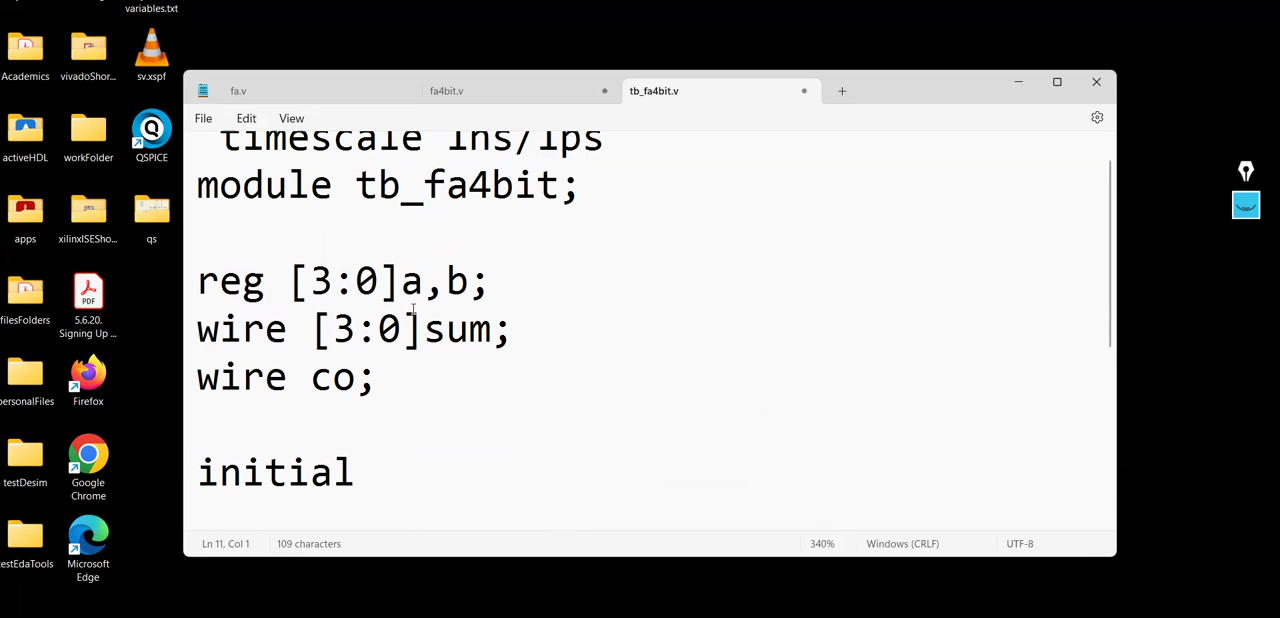 variables.txt
Academics
vivadoShor...
sv.xspf
activeHDL
workFolder
QSPICE
apps
xilinxISESho...
qs
filesFolders
5.6.20.
Signing Up ...
personalFiles
Firefox
testDesim
Google
Chrome
testEdaTools
Microsoft
Edge
fa.v
fa4bit.v
tb_fa4bit.v
File
Edit
View
`timescale 1ns/1ps
module tb_fa4bit;
reg [3:0]a,b;
wire [3:0]sum;
wire co;
initial
Ln 11, Col 1
109 characters
340%
Windows (CRLF)
UTF-8